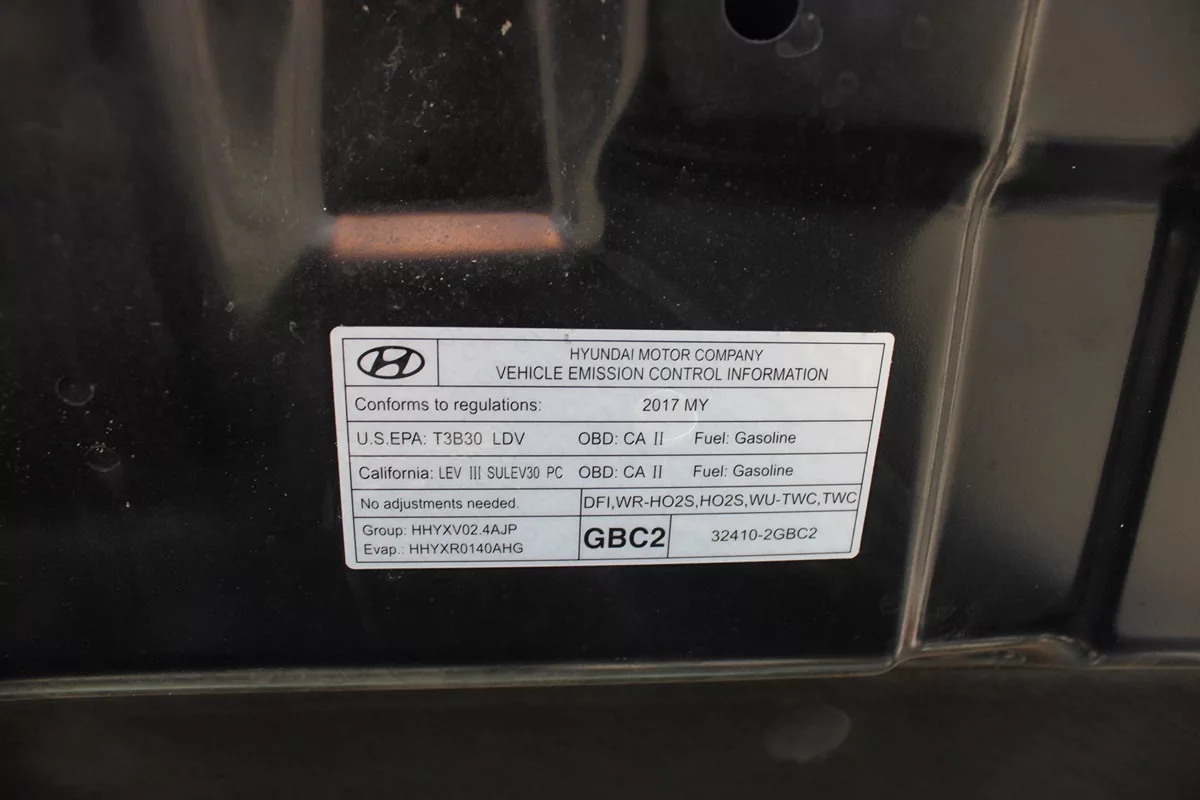 HYUNDAI MOTOR COMPANY
VEHICLE EMISSION CONTROL INFORMATION
Conforms to regulations: 2017 MY
U.S.EPA: T3B30 LDV OBD: CA II Fuel: Gasoline
California: LEV III SULEV30 PC OBD: CA II Fuel: Gasoline
No adjustments needed. DFI,WR-HO2S,HO2S,WU-TWC,TWC
Group: HHYXV02.4AJP
Evap.: HHYXR0140AHG
GBC2 32410-2GBC2